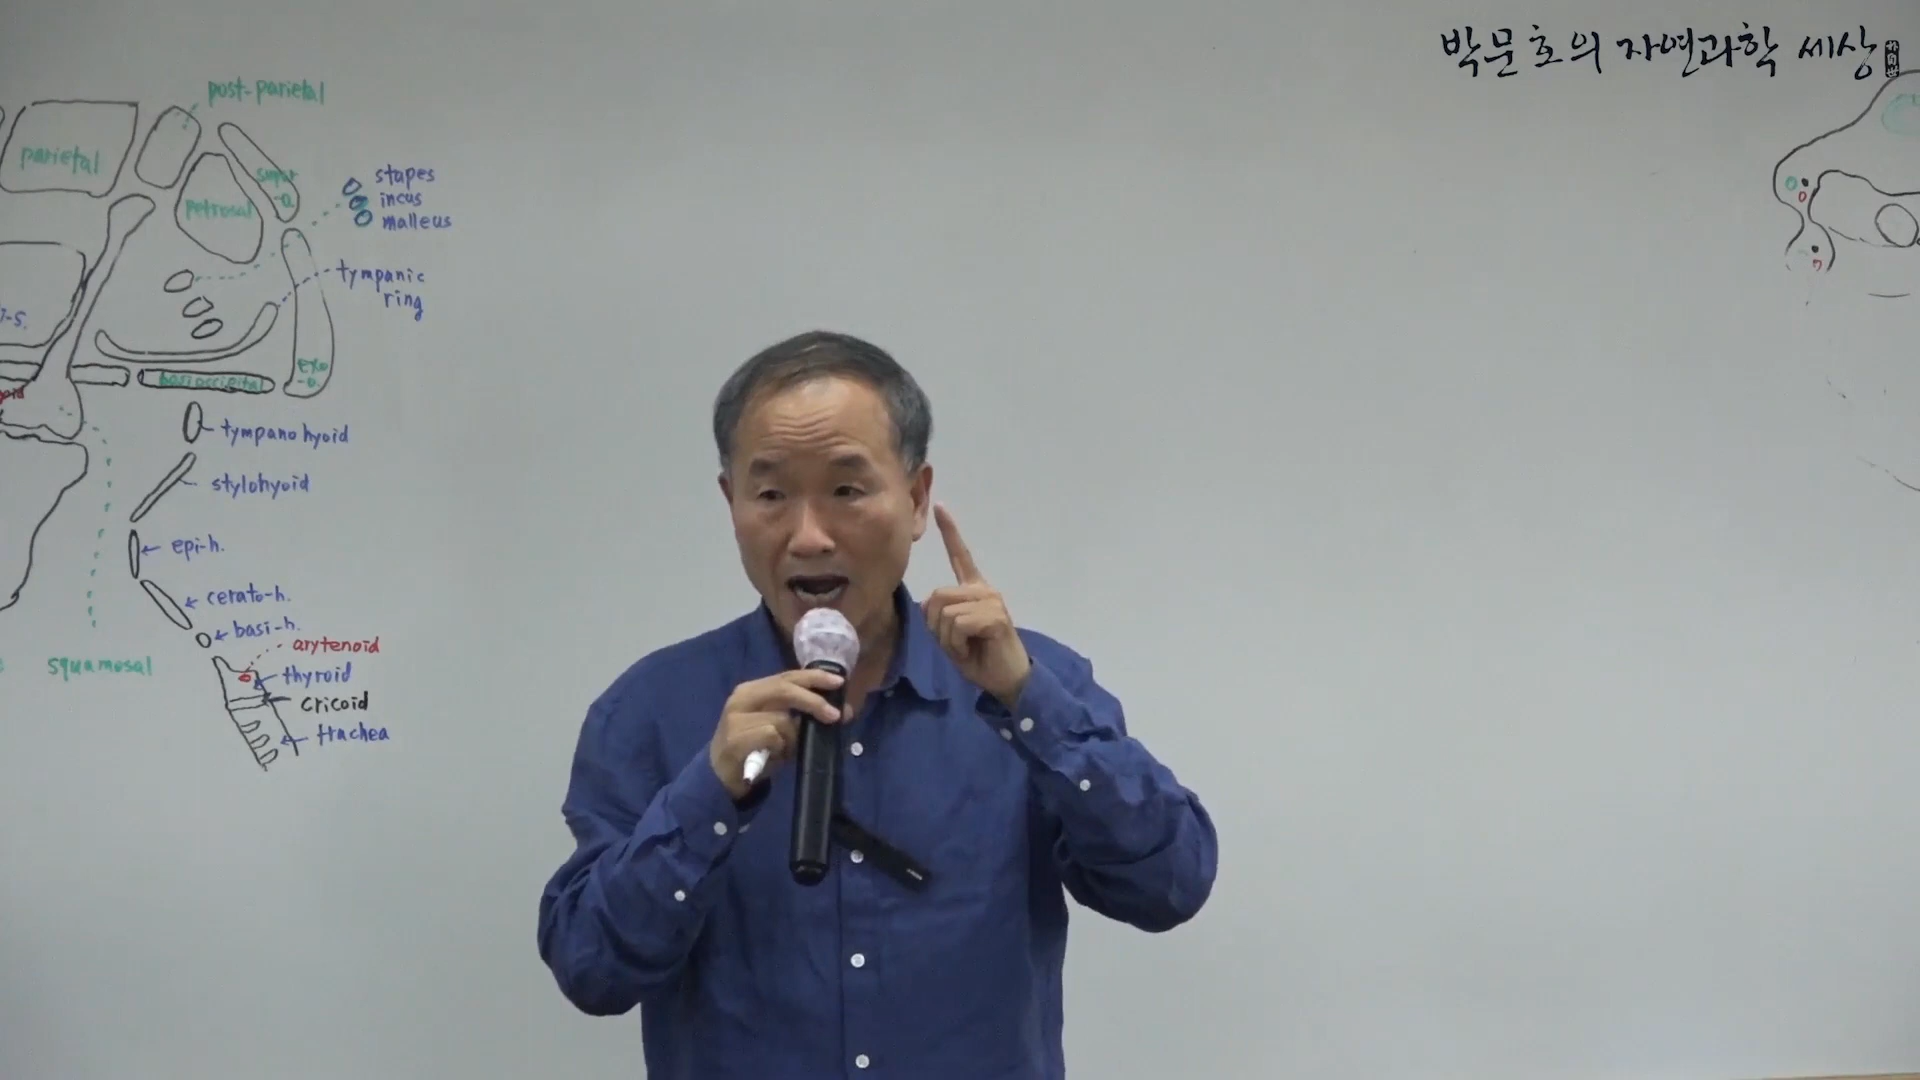 박문호의 자연과학 세상
post-parietal
parietal
petrosal
stapes
incus
malleus
tympanic
ring
exo
-o.
basioccipital
tympanohyoid
stylohyoid
epi-h.
cerato-h.
basi-h.
arytenoid
thyroid
squamosal
cricoid
trachea